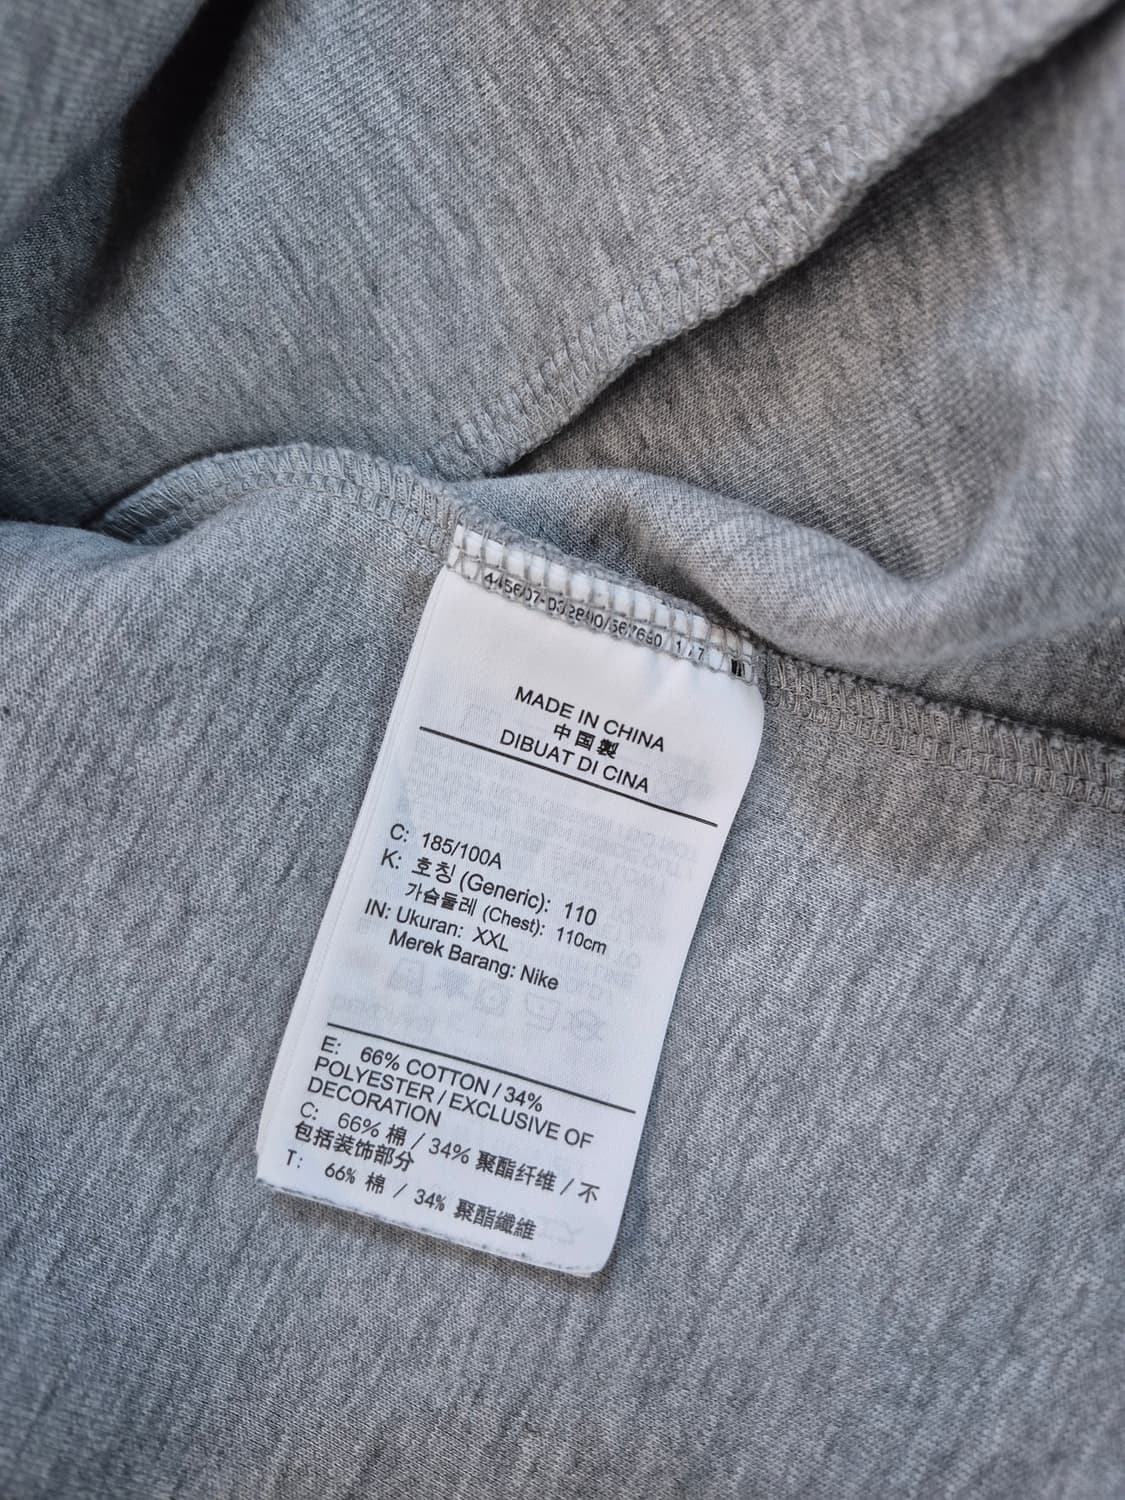 MADE IN CHINA
中国製
DIBUAT DI CINA
C: 185/100A
K: 호칭 (Generic): 110
가슴둘레 (Chest): 110cm
IN: Ukuran: XXL
Merek Barang: Nike
E: 66% COTTON / 34%
POLYESTER / EXCLUSIVE OF
DECORATION
C: 66% 棉 / 34% 聚酯纤维 / 不
包括装饰部分
T: 66% 棉 / 34% 聚酯纖維